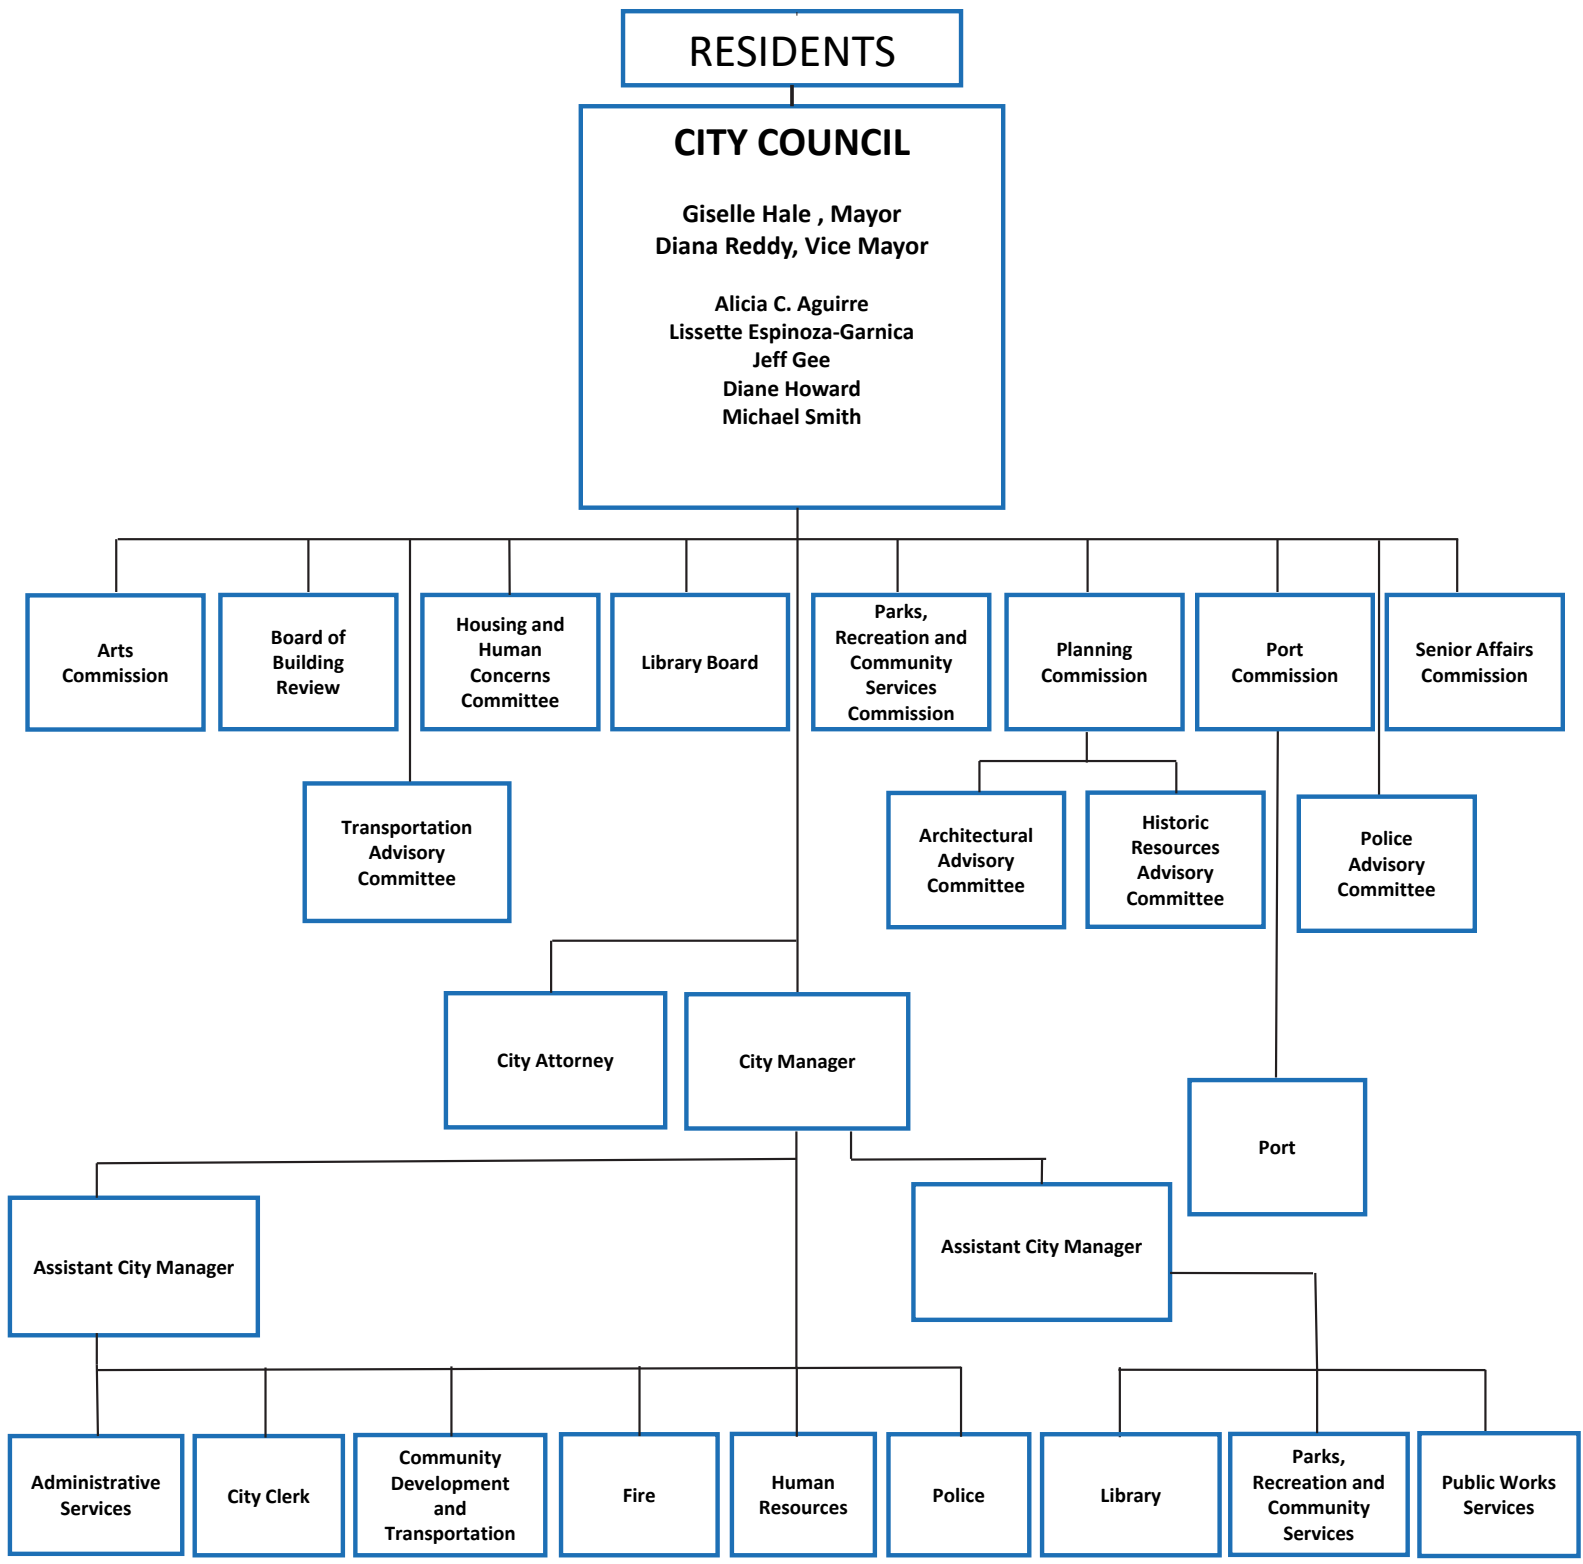 RESIDENTS
CITY COUNCIL
Giselle Hale , Mayor
Diana Reddy, Vice Mayor
Alicia C. Aguirre
Lissette Espinoza-Garnica
Jeff Gee
Diane Howard
Michael Smith
Arts
Commission
Board of
Building
Review
Housing and
Human
Concerns
Committee
Library Board
Parks,
Recreation and
Community
Services
Commission
Planning
Commission
Port
Commission
Senior Affairs
Commission
Transportation
Advisory
Committee
Architectural
Advisory
Committee
Historic
Resources
Advisory
Committee
Police
Advisory
Committee
City Attorney
City Manager
Port
Assistant City Manager
Assistant City Manager
Administrative
Services
City Clerk
Community
Development
and
Transportation
Fire
Human
Resources
Police
Library
Parks,
Recreation and
Community
Services
Public Works
Services